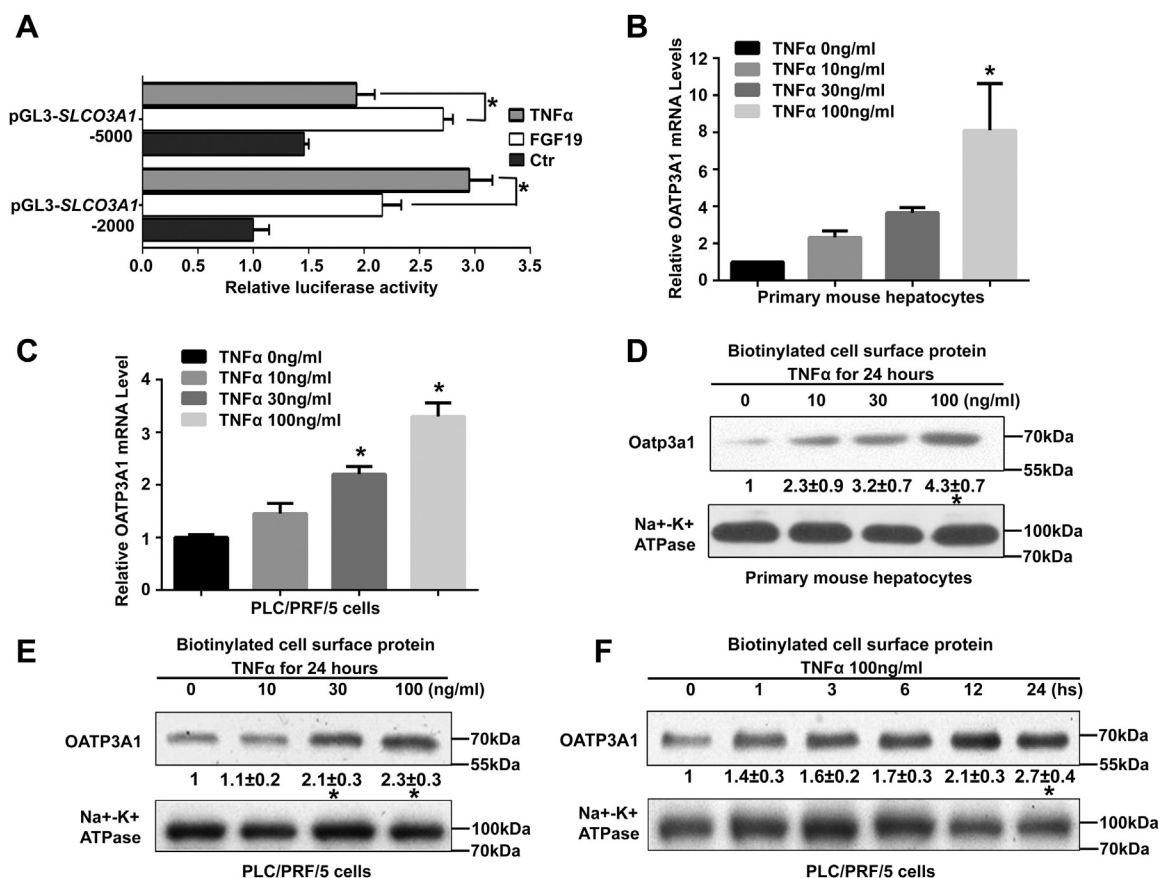 A
pGL3-SLCO3A1
-5000
pGL3-SLCO3A1
-2000
*
*
TNFα
FGF19
Ctr
0.0 0.5 1.0 1.5 2.0 2.5 3.0 3.5
Relative luciferase activity
B
TNFα 0ng/ml
TNFα 10ng/ml
TNFα 30ng/ml
TNFα 100ng/ml
Relative OATP3A1 mRNA Levels
12
10
8
6
4
2
0
*
Primary mouse hepatocytes
C
TNFα 0ng/ml
TNFα 10ng/ml
TNFα 30ng/ml
TNFα 100ng/ml
Relative OATP3A1 mRNA Level
4
3
2
1
0
*
*
PLC/PRF/5 cells
D
Biotinylated cell surface protein
TNFα for 24 hours
0 10 30 100 (ng/ml)
Oatp3a1
70kDa
55kDa
1 2.3±0.9 3.2±0.7 4.3±0.7
*
Na+-K+
ATPase
100kDa
70kDa
Primary mouse hepatocytes
E
Biotinylated cell surface protein
TNFα for 24 hours
0 10 30 100 (ng/ml)
OATP3A1
70kDa
55kDa
1 1.1±0.2 2.1±0.3 2.3±0.3
* *
Na+-K+
ATPase
100kDa
70kDa
PLC/PRF/5 cells
F
Biotinylated cell surface protein
TNFα 100ng/ml
0 1 3 6 12 24 (hs)
OATP3A1
70kDa
55kDa
1 1.4±0.3 1.6±0.2 1.7±0.3 2.1±0.3 2.7±0.4
*
Na+-K+
ATPase
100kDa
70kDa
PLC/PRF/5 cells